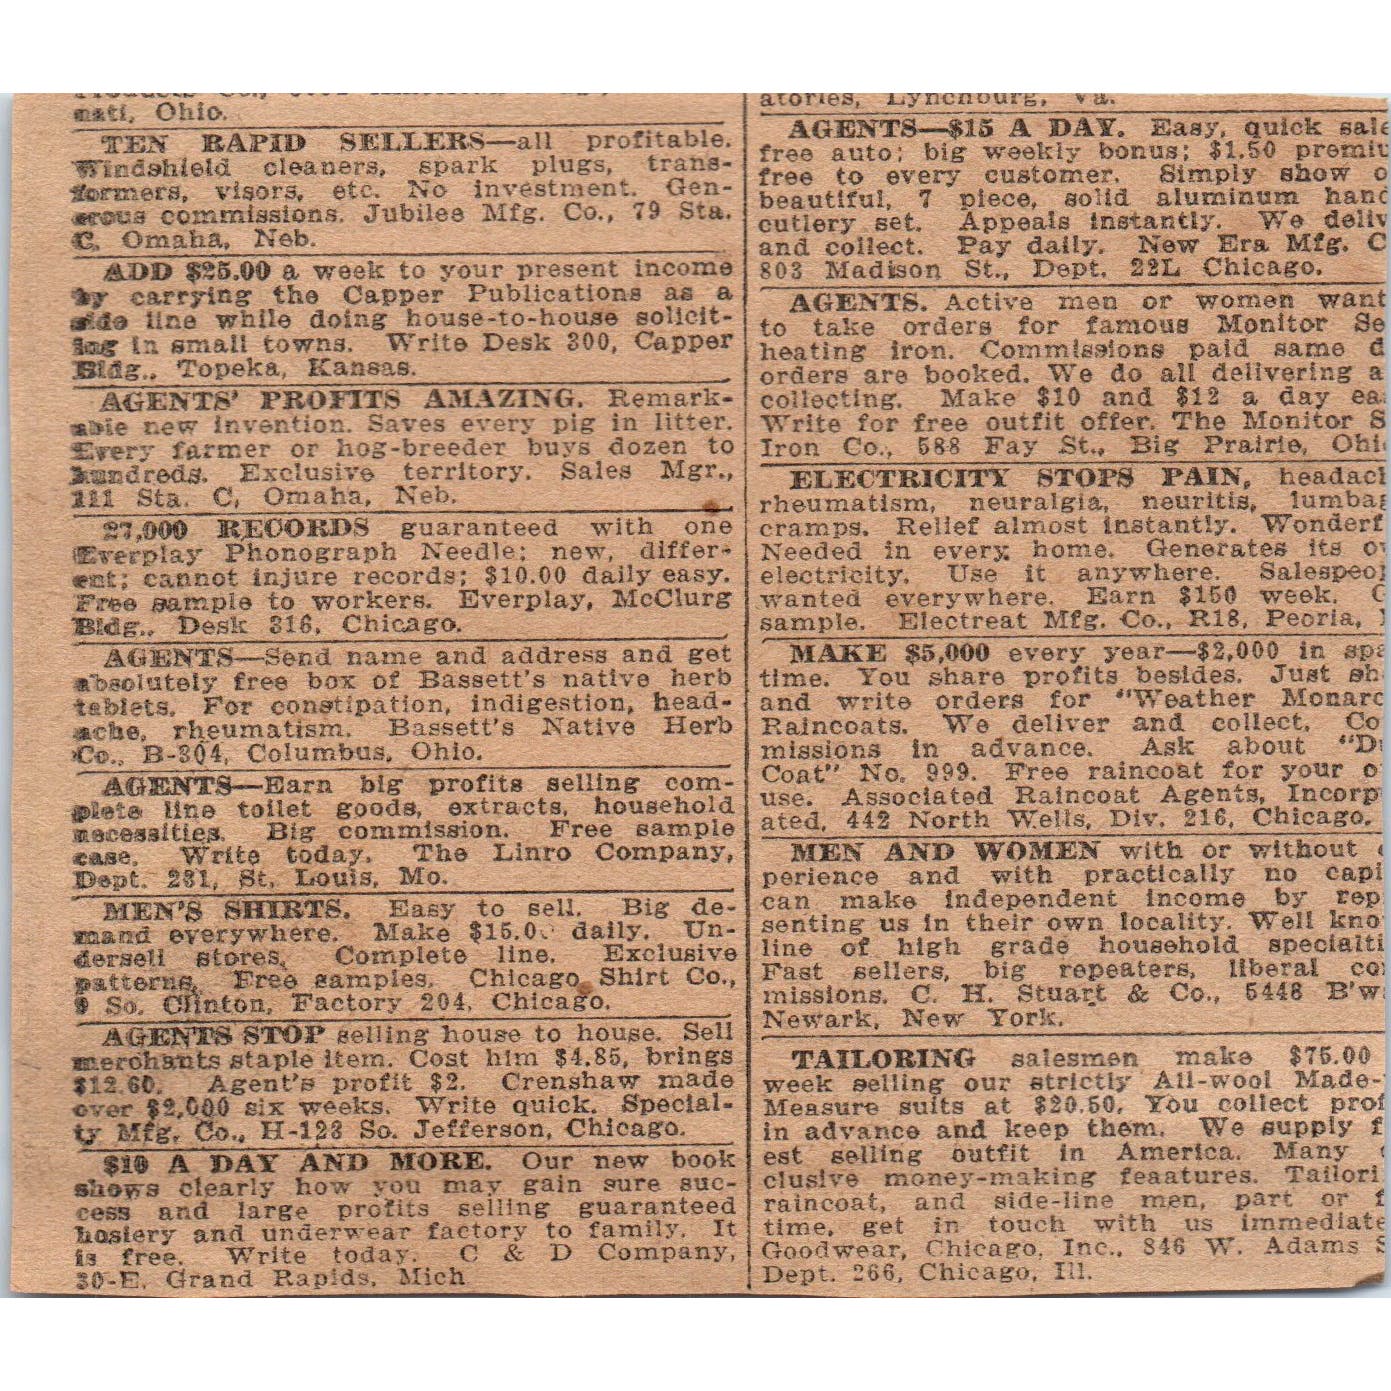 nati, Ohio.
TEN RAPID SELLERS—all profitable.
Windshield cleaners, spark plugs, trans-
formers, visors, etc. No investment. Gen-
erous commissions. Jubilee Mfg. Co., 79 Sta.
C, Omaha, Neb.
ADD $25.00 a week to your present income
by carrying the Capper Publications as a
side line while doing house-to-house solicit-
ing in small towns. Write Desk 300, Capper
Bldg., Topeka, Kansas.
AGENTS' PROFITS AMAZING. Remark-
able new invention. Saves every pig in litter.
Every farmer or hog-breeder buys dozen to
hundreds. Exclusive territory. Sales Mgr.,
111 Sta. C, Omaha, Neb.
27,000 RECORDS guaranteed with one
Everplay Phonograph Needle; new, differ-
ent; cannot injure records; $10.00 daily easy.
Free sample to workers. Everplay, McClurg
Bldg., Desk 316, Chicago.
AGENTS—Send name and address and get
absolutely free box of Bassett's native herb
tablets. For constipation, indigestion, head-
ache, rheumatism. Bassett's Native Herb
Co., B-304, Columbus, Ohio.
AGENTS—Earn big profits selling com-
plete line toilet goods, extracts, household
necessities. Big commission. Free sample
case. Write today. The Linro Company,
Dept. 231, St. Louis, Mo.
MEN'S SHIRTS. Easy to sell. Big de-
mand everywhere. Make $15.00 daily. Un-
dersell stores. Complete line. Exclusive
patterns. Free samples. Chicago Shirt Co.,
9 So. Clinton, Factory 204, Chicago.
AGENTS STOP selling house to house. Sell
merchants staple item. Cost him $4.85, brings
$12.60. Agent's profit $2. Crenshaw made
over $2,000 six weeks. Write quick. Special-
ty Mfg. Co., H-123 So. Jefferson, Chicago.
$10 A DAY AND MORE. Our new book
shows clearly how you may gain sure suc-
cess and large profits selling guaranteed
hosiery and underwear factory to family. It
is free. Write today. C & D Company,
30-E, Grand Rapids, Mich
atories, Lynchburg, Va.
AGENTS—$15 A DAY. Easy, quick sale
free auto; big weekly bonus; $1.50 premiu
free to every customer. Simply show o
beautiful, 7 piece, solid aluminum hand
cutlery set. Appeals instantly. We deliv
and collect. Pay daily. New Era Mfg. C
803 Madison St., Dept. 22L Chicago.
AGENTS. Active men or women want
to take orders for famous Monitor Se
heating iron. Commissions paid same d
orders are booked. We do all delivering a
collecting. Make $10 and $12 a day ea
Write for free outfit offer. The Monitor S
Iron Co., 588 Fay St., Big Prairie, Ohi
ELECTRICITY STOPS PAIN, headach
rheumatism, neuralgia, neuritis, lumbag
cramps. Relief almost instantly. Wonderf
Needed in every home. Generates its o
electricity. Use it anywhere. Salespeop
wanted everywhere. Earn $150 week. G
sample. Electreat Mfg. Co., R18, Peoria,
MAKE $5,000 every year—$2,000 in spa
time. You share profits besides. Just sh
and write orders for "Weather Monarc
Raincoats. We deliver and collect. Co
missions in advance. Ask about "Du
Coat" No. 999. Free raincoat for your o
use. Associated Raincoat Agents, Incorp
ated, 442 North Wells, Div. 216, Chicago.
MEN AND WOMEN with or without
perience and with practically no capi
can make independent income by rep
senting us in their own locality. Well kno
line of high grade household specialti
Fast sellers, big repeaters, liberal co
missions. C. H. Stuart & Co., 5448 B'w
Newark, New York.
TAILORING salesmen make $75.00
week selling our strictly All-wool Made-
Measure suits at $20.50. You collect prof
in advance and keep them. We supply f
est selling outfit in America. Many
clusive money-making feaatures. Tailori
raincoat, and side-line men, part or f
time, get in touch with us immediate
Goodwear, Chicago, Inc., 846 W. Adams S
Dept. 266, Chicago, Ill.